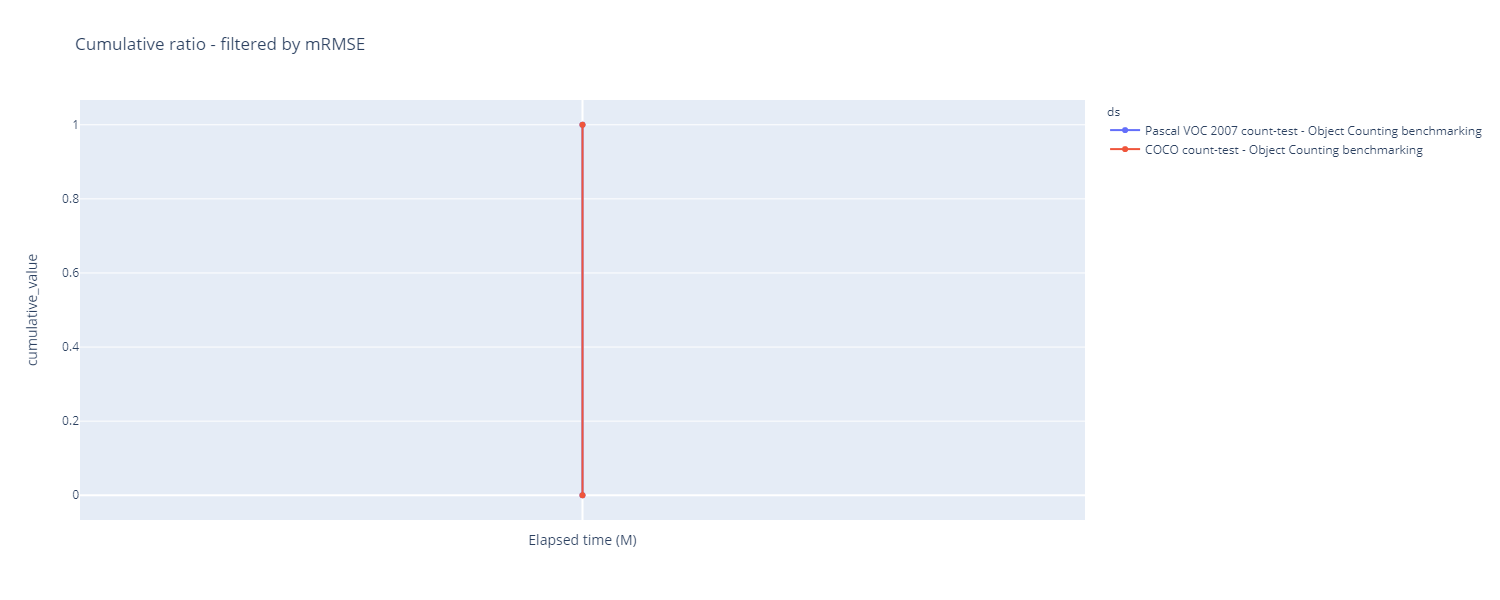 Cumulative ratio - filtered by mRMSE
ds
Pascal VOC 2007 count-test - Object Counting benchmarking
COCO count-test - Object Counting benchmarking
cumulative_value
1
0.8
0.6
0.4
0.2
0
Elapsed time (M)